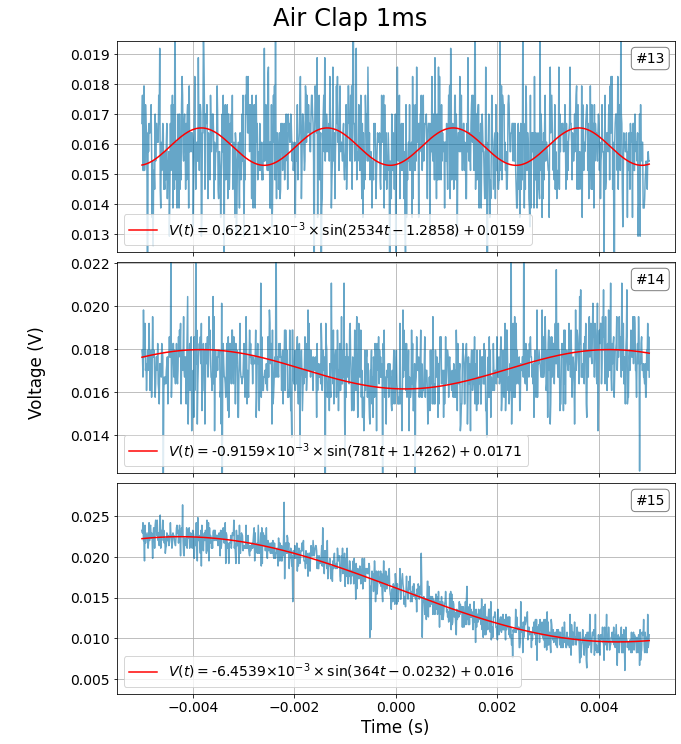 Air Clap 1ms
0.019
#13
0.018
0.017
0.016
0.015
0.014
0.013
V(t) = 0.6221×10⁻³ × sin(2534t − 1.2858) + 0.0159
0.022
#14
0.020
0.018
0.016
0.014
V(t) = -0.9159×10⁻³ × sin(781t + 1.4262) + 0.0171
Voltage (V)
#15
0.025
0.020
0.015
0.010
0.005
V(t) = -6.4539×10⁻³ × sin(364t − 0.0232) + 0.016
−0.004 −0.002 0.000 0.002 0.004
Time (s)